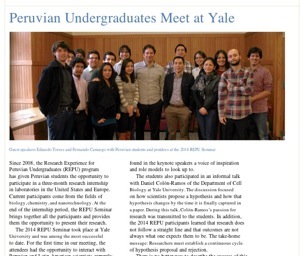 Peruvian Undergraduates Meet at Yale
Guest speakers Eduardo Torres and Fernando Camargo with Peruvian students and postdocs at the 2014 REPU Seminar
Since 2008, the Research Experience for
Peruvian Undergraduates (REPU) program
has given Peruvian students the opportunity to
participate in a three-month research internship
in laboratories in the United States and Europe.
Current participants come from the fields of
biology, chemistry, and nanotechnology. At the
end of the internship period, the REPU Seminar
brings together all the participants and provides
them the opportunity to present their research.
The 2014 REPU Seminar took place at Yale
University and was among the most successful
to date. For the first time in our meeting, the
attendees had the opportunity to interact with
found in the keynote speakers a voice of inspiration
and role models to look up to.
The students also participated in an informal talk
with Daniel Colón-Ramos of the Department of Cell
Biology at Yale University. The discussion focused
on how scientists propose a hypothesis and how that
hypothesis changes by the time it is finally captured in
a paper. During this talk, Colón-Ramos's passion for
research was transmitted to the students. In addition,
the 2014 REPU participants learned that research does
not follow a straight line and that outcomes are not
always what one expects them to be. The take-home
message: Researchers must establish a continuous cycle
of hypothesis proposal and rejection.